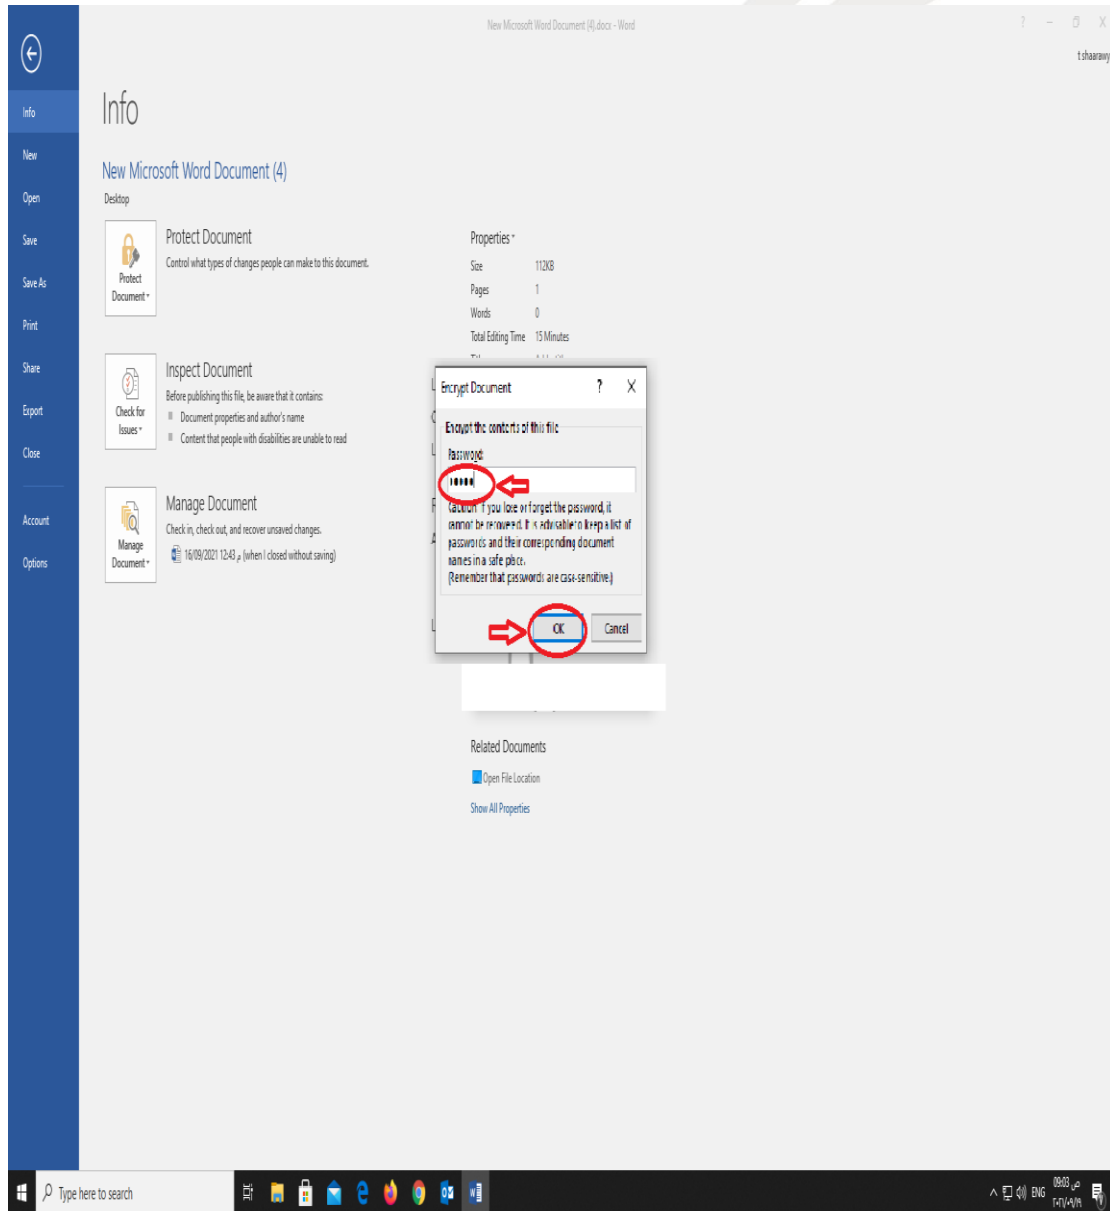 New Microsoft Word Document (4).docx - Word
t shaarawy
Info
New
Open
Save
Save As
Print
Share
Export
Close
Account
Options
Info
New Microsoft Word Document (4)
Desktop
Protect Document
Protect Document
Control what types of changes people can make to this document.
Check for Issues
Inspect Document
Before publishing this file, be aware that it contains:
Document properties and author's name
Content that people with disabilities are unable to read
Manage Document
Manage Document
Check in, check out, and recover unsaved changes.
16/09/2021 12:43 م (when I closed without saving)
Properties
Size 112KB
Pages 1
Words 0
Total Editing Time 15 Minutes
Encrypt Document ? X
Encrypt the contents of this file
Password:
Caution: If you lose or forget the password, it
cannot be recovered. It is advisable to keep a list of
passwords and their corresponding document
names in a safe place.
(Remember that passwords are case-sensitive.)
OK Cancel
Related Documents
Open File Location
Show All Properties
Type here to search
ENG
09:03 ص
٢٠٢١/٠٩/١٩